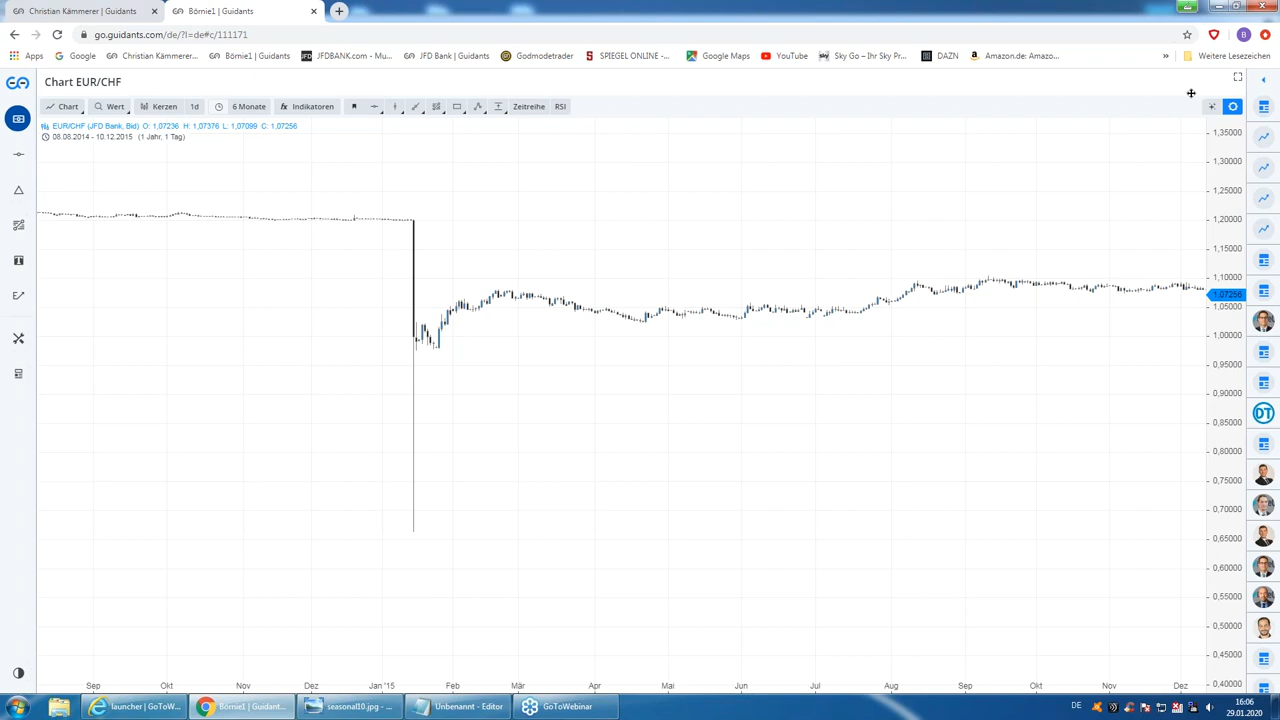 Christian Kämmerer | Guidants
Börnie1 | Guidants
go.guidants.com/de/?l=de#c/111171
B
Apps
Google
Christian Kämmerer...
Börnie1 | Guidants
JFDBANK.com - Mu...
JFD Bank | Guidants
Godmodetrader
SPIEGEL ONLINE -...
Google Maps
YouTube
Sky Go – Ihr Sky Pr...
DAZN
Amazon.de: Amazo...
»
Weitere Lesezeichen
Chart EUR/CHF
Chart
Wert
Kerzen
1d
6 Monate
fx Indikatoren
Zeitreihe
RSI
EUR/CHF (JFD Bank, Bid) O: 1,07236 H: 1,07376 L: 1,07099 C: 1,07256
08.08.2014 - 10.12.2015 (1 Jahr, 1 Tag)
1,35000
1,30000
1,25000
1,20000
1,15000
1,10000
1,07256
1,05000
1,00000
0,95000
0,90000
0,85000
0,80000
0,75000
0,70000
0,65000
0,60000
0,55000
0,50000
0,45000
0,40000
DT
Sep
Okt
Nov
Dez
Jan '15
Feb
Mär
Apr
Mai
Jun
Jul
Aug
Sep
Okt
Nov
Dez
launcher | GoToW...
Börnie1 | Guidant...
seasonal10.jpg - ...
Unbenannt - Editor
GoToWebinar
DE
16:06
29.01.2020